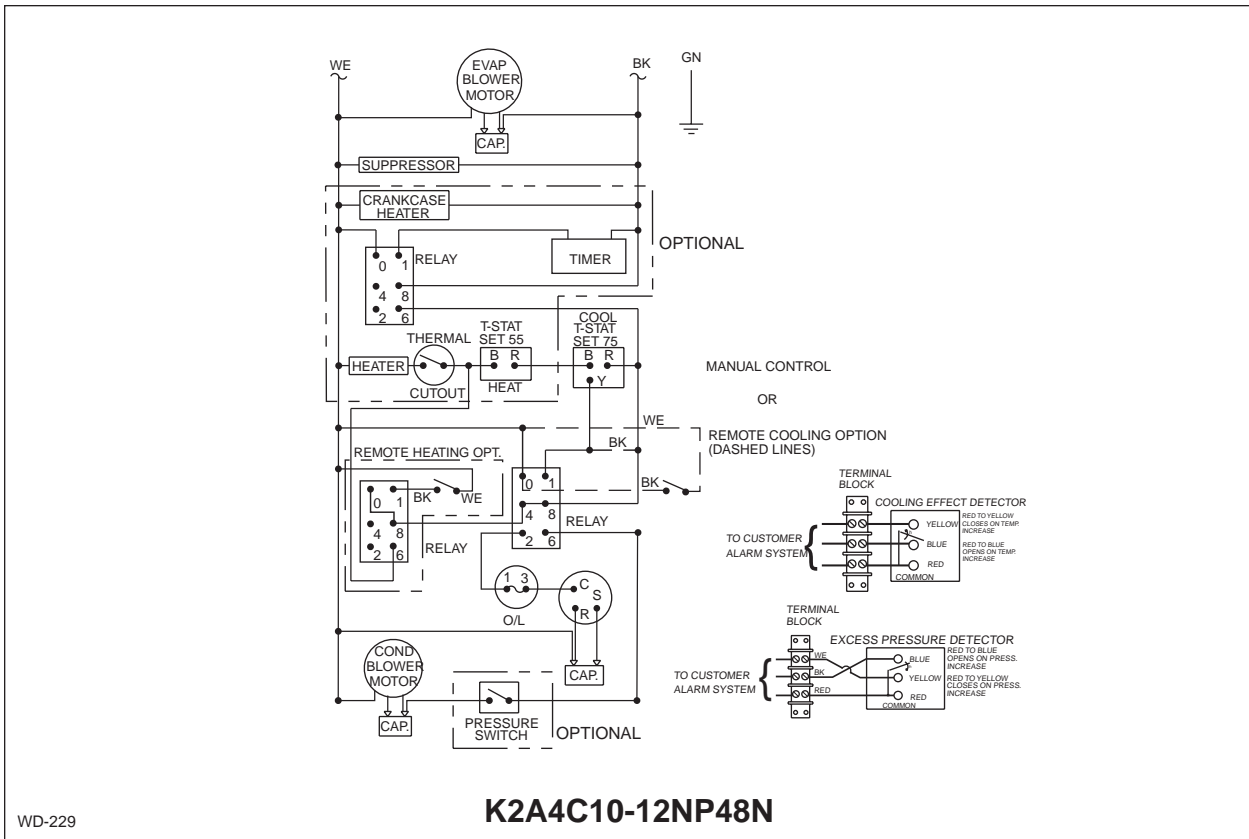 WE
EVAP
BLOWER
MOTOR
BK
GN
CAP.
SUPPRESSOR
CRANKCASE
HEATER
OPTIONAL
RELAY
TIMER
0 1
4 8
2 6
THERMAL
CUTOUT
HEATER
T-STAT
SET 55
B R
HEAT
COOL
T-STAT
SET 75
B R
Y
MANUAL CONTROL
OR
REMOTE COOLING OPTION
(DASHED LINES)
WE
BK
BK
REMOTE HEATING OPT.
0 1
4 8
2 6
BK
WE
RELAY
0 1
4 8
2 6
RELAY
1 3
O/L
C
S
R
CAP.
COND
BLOWER
MOTOR
CAP.
PRESSURE
SWITCH
OPTIONAL
TERMINAL
BLOCK
COOLING EFFECT DETECTOR
TO CUSTOMER
ALARM SYSTEM
YELLOW
RED TO YELLOW
CLOSES ON TEMP.
INCREASE
BLUE
RED TO BLUE
OPENS ON TEMP.
INCREASE
RED
COMMON
TERMINAL
BLOCK
EXCESS PRESSURE DETECTOR
TO CUSTOMER
ALARM SYSTEM
WE
BK
RED
BLUE
RED TO BLUE
OPENS ON PRESS.
INCREASE
YELLOW
RED TO YELLOW
CLOSES ON PRESS.
INCREASE
RED
COMMON
WD-229
K2A4C10-12NP48N